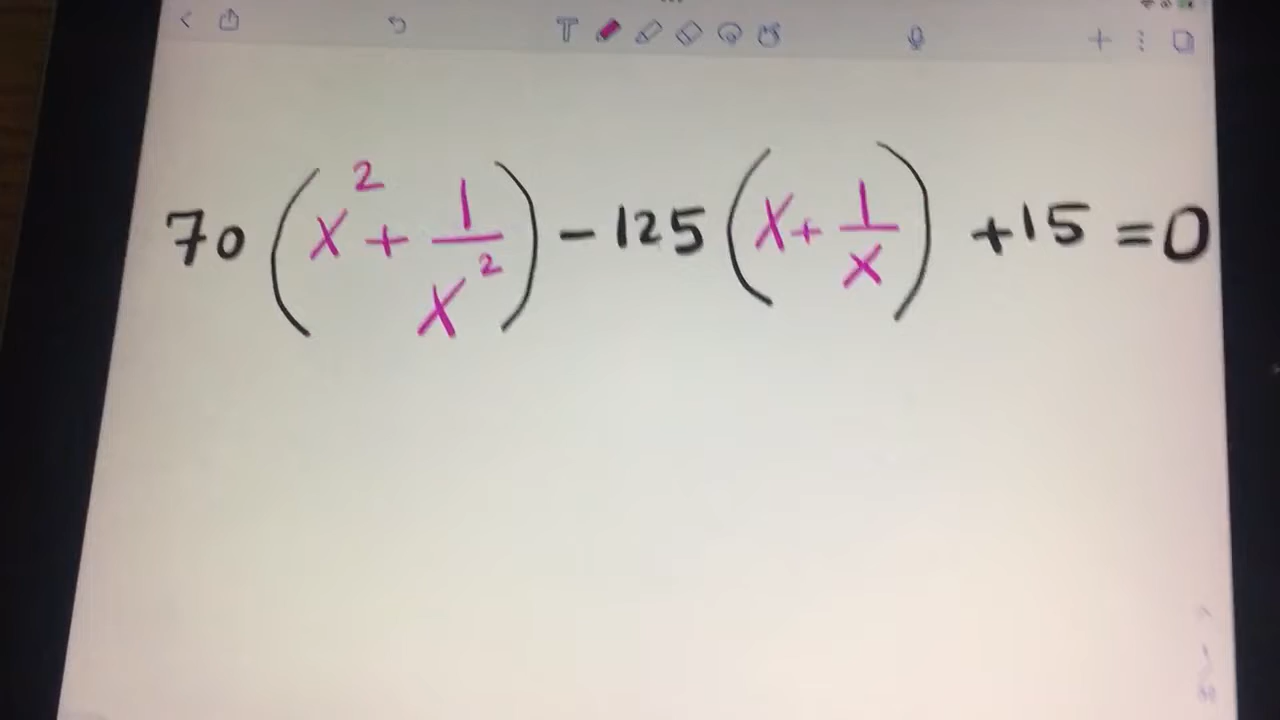 70(x² + 1/x²) - 125(x + 1/x) + 15 = 0